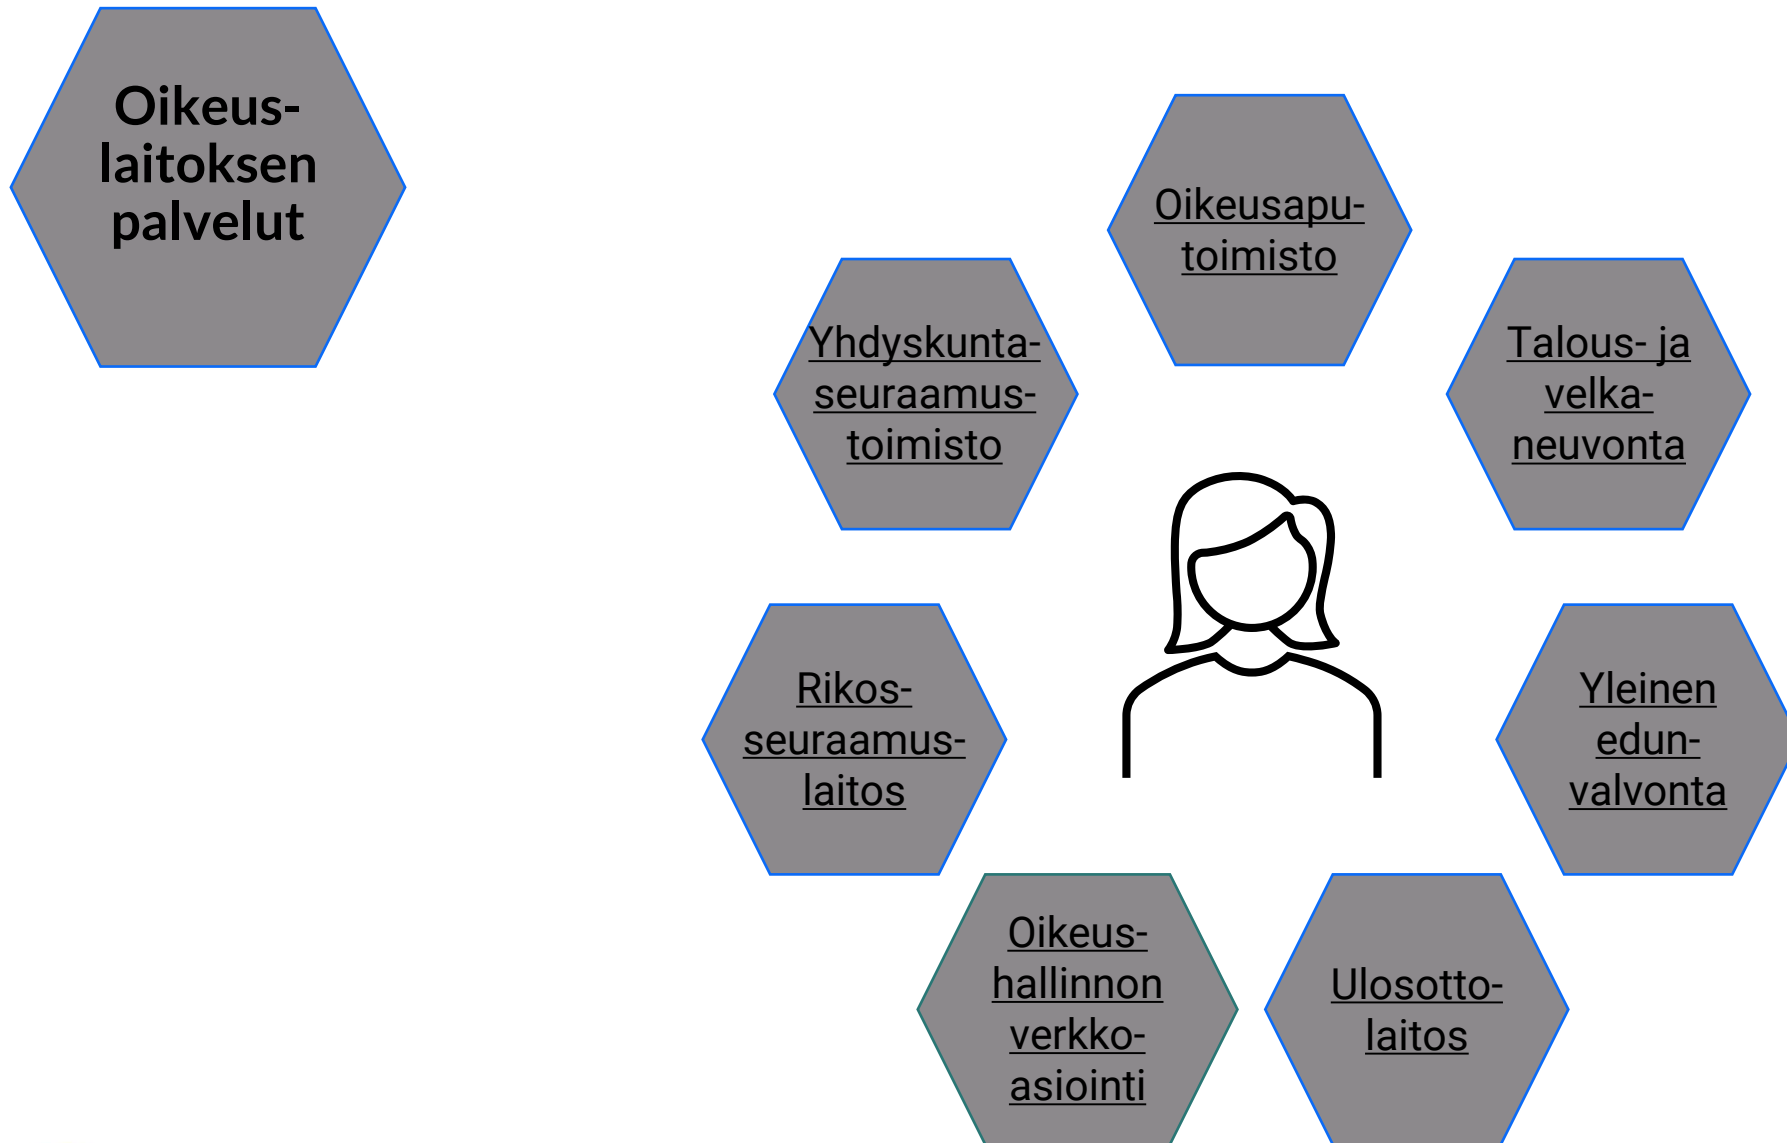 Oikeus-
laitoksen
palvelut
Oikeusapu-
toimisto
Yhdyskunta-
seuraamus-
toimisto
Talous- ja
velka-
neuvonta
Rikos-
seuraamus-
laitos
Yleinen
edun-
valvonta
Oikeus-
hallinnon
verkko-
asiointi
Ulosotto-
laitos